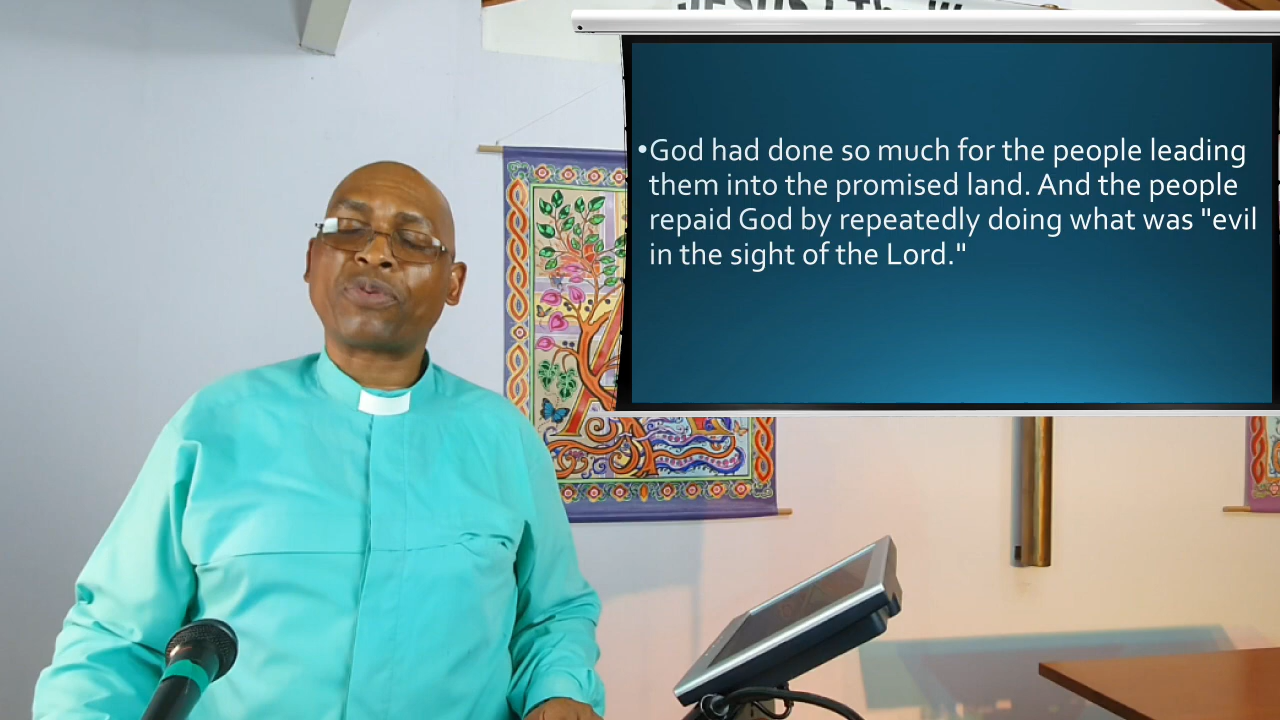 •God had done so much for the people leading
them into the promised land. And the people
repaid God by repeatedly doing what was "evil
in the sight of the Lord."